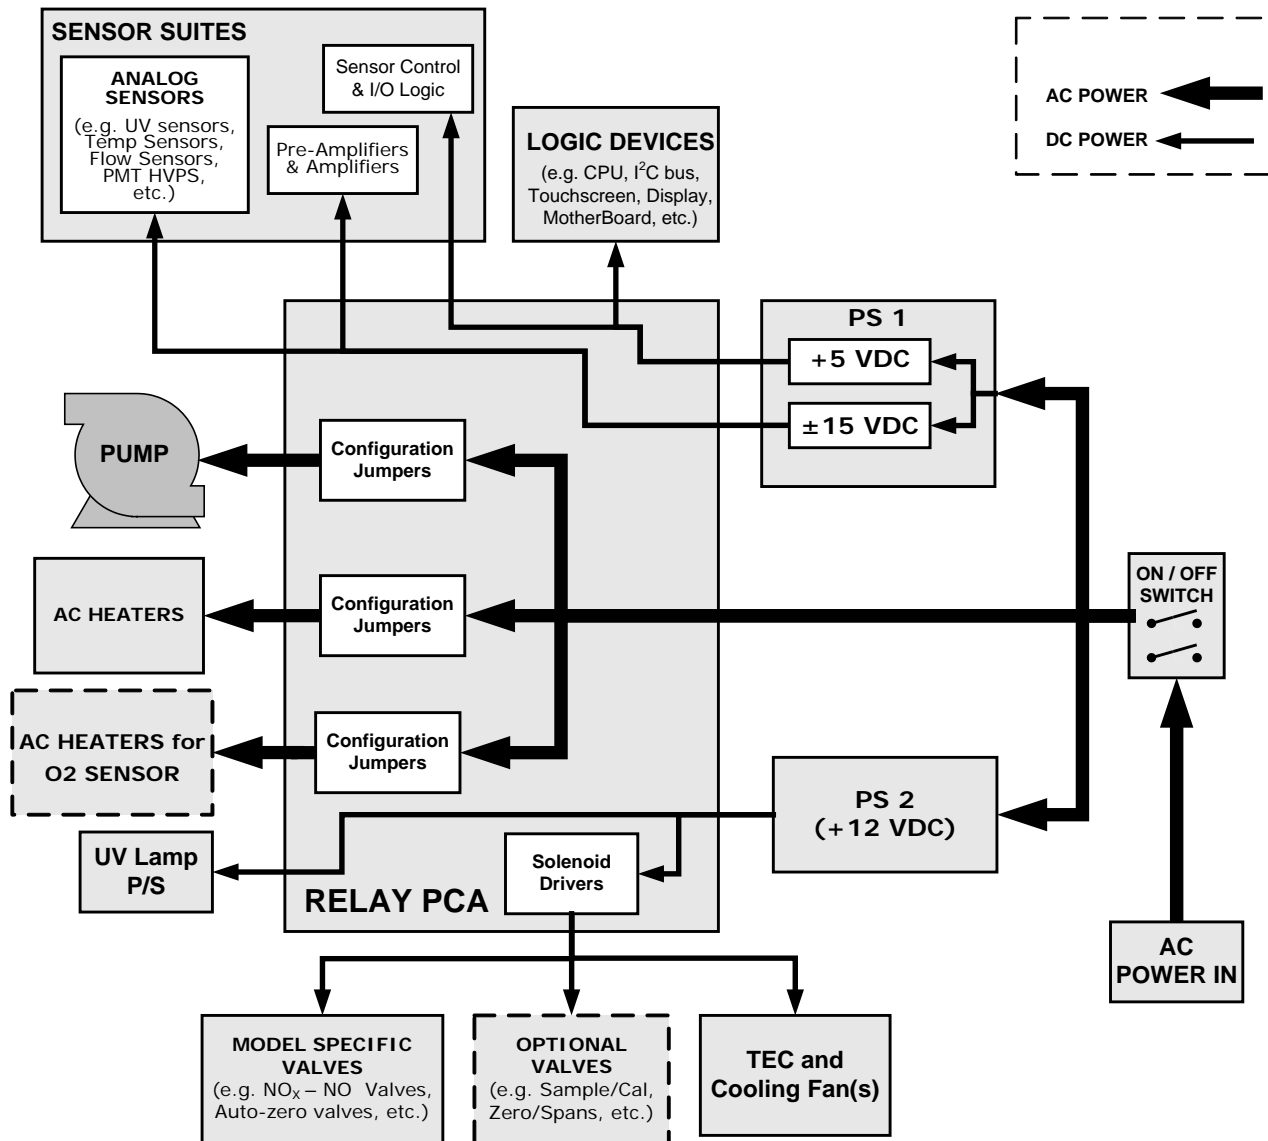 SENSOR SUITES
ANALOG
SENSORS
(e.g. UV sensors,
Temp Sensors,
Flow Sensors,
PMT HVPS,
etc.)
Sensor Control
& I/O Logic
Pre-Amplifiers
& Amplifiers
LOGIC DEVICES
(e.g. CPU, I²C bus,
Touchscreen, Display,
MotherBoard, etc.)
AC POWER
DC POWER
PS 1
+5 VDC
±15 VDC
PUMP
Configuration
Jumpers
AC HEATERS
Configuration
Jumpers
ON / OFF
SWITCH
AC HEATERS for
O2 SENSOR
Configuration
Jumpers
PS 2
(+12 VDC)
UV Lamp
P/S
Solenoid
Drivers
RELAY PCA
AC
POWER IN
MODEL SPECIFIC
VALVES
(e.g. NOₓ – NO Valves,
Auto-zero valves, etc.)
OPTIONAL
VALVES
(e.g. Sample/Cal,
Zero/Spans, etc.)
TEC and
Cooling Fan(s)